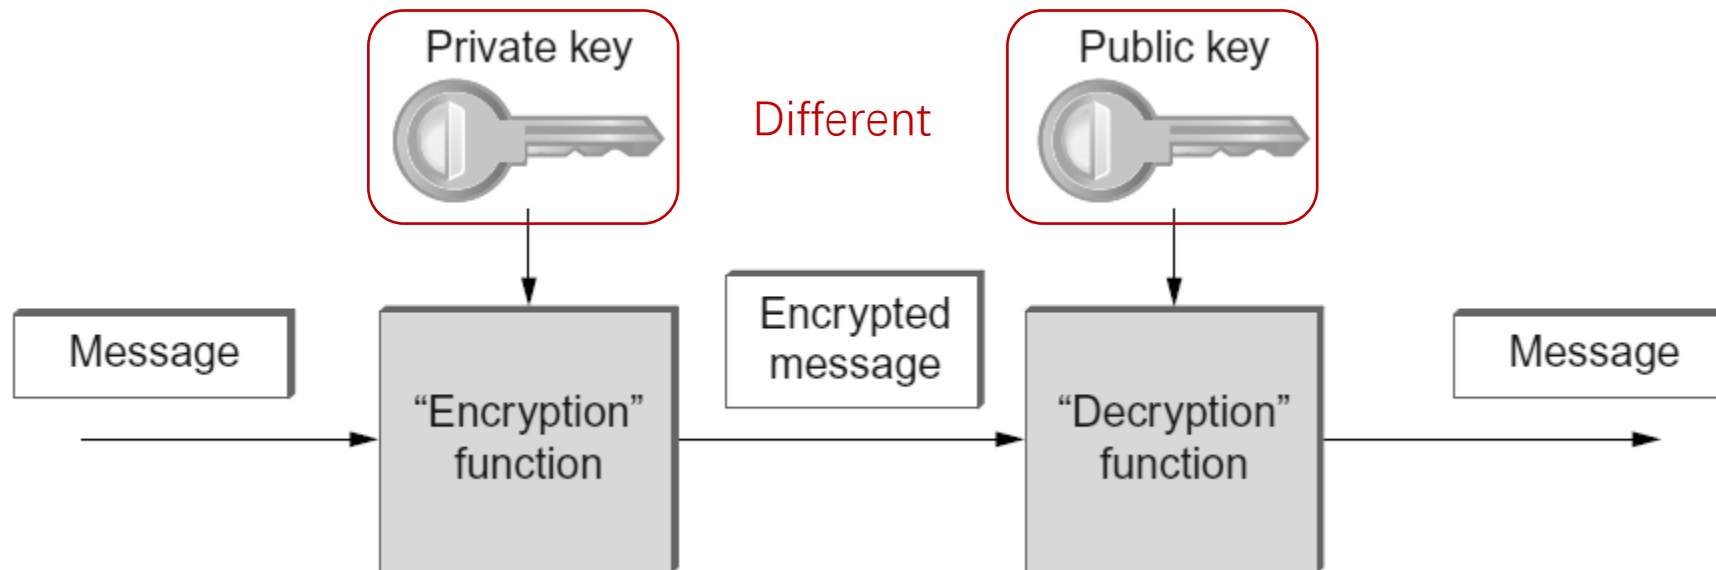 Private key
Public key
Different
Message
Encrypted
message
Message
“Encryption”
function
“Decryption”
function